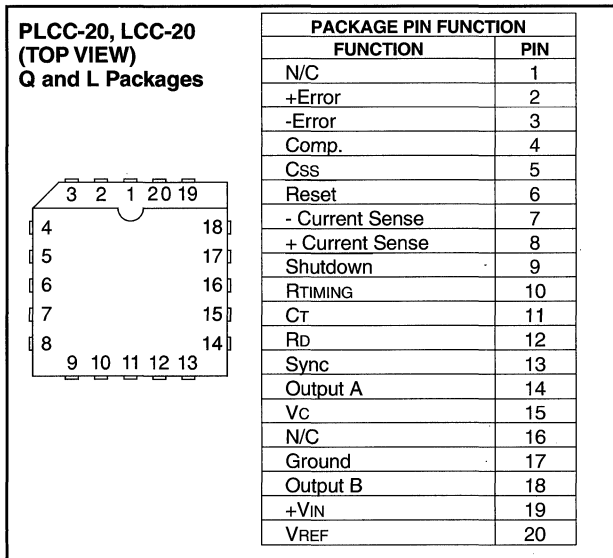 PLCC-20, LCC-20
(TOP VIEW)
Q and L Packages
3 2 1 20 19
4 18
5 17
6 16
7 15
8 14
9 10 11 12 13
PACKAGE PIN FUNCTION
FUNCTION PIN
N/C 1
+Error 2
-Error 3
Comp. 4
CSS 5
Reset 6
- Current Sense 7
+ Current Sense 8
Shutdown 9
RTIMING 10
CT 11
RD 12
Sync 13
Output A 14
VC 15
N/C 16
Ground 17
Output B 18
+VIN 19
VREF 20